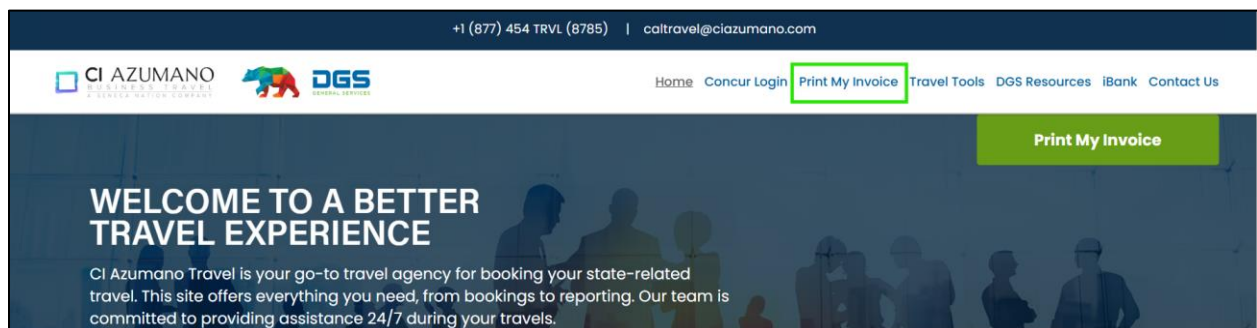 +1 (877) 454 TRVL (8785) | caltravel@ciazumano.com
CI AZUMANO
BUSINESS TRAVEL
A SENECA NATION COMPANY
DGS
GENERAL SERVICES
Home Concur Login Print My Invoice Travel Tools DGS Resources iBank Contact Us
Print My Invoice
WELCOME TO A BETTER
TRAVEL EXPERIENCE
CI Azumano Travel is your go-to travel agency for booking your state-related
travel. This site offers everything you need, from bookings to reporting. Our team is
committed to providing assistance 24/7 during your travels.